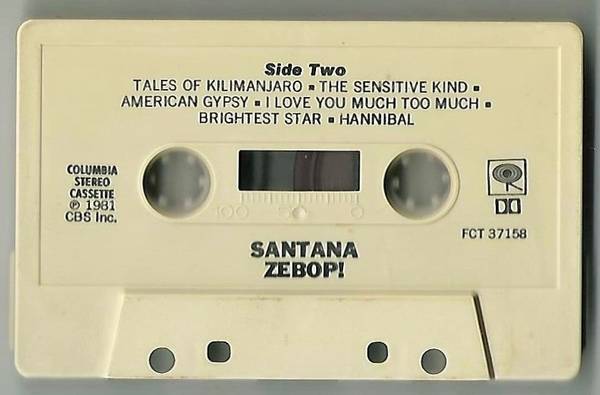 Side Two
TALES OF KILIMANJARO ▪ THE SENSITIVE KIND ▪
AMERICAN GYPSY ▪ I LOVE YOU MUCH TOO MUCH ▪
BRIGHTEST STAR ▪ HANNIBAL
COLUMBIA
STEREO
CASSETTE
℗ 1981
CBS Inc.
100 50 0
FCT 37158
SANTANA
ZEBOP!